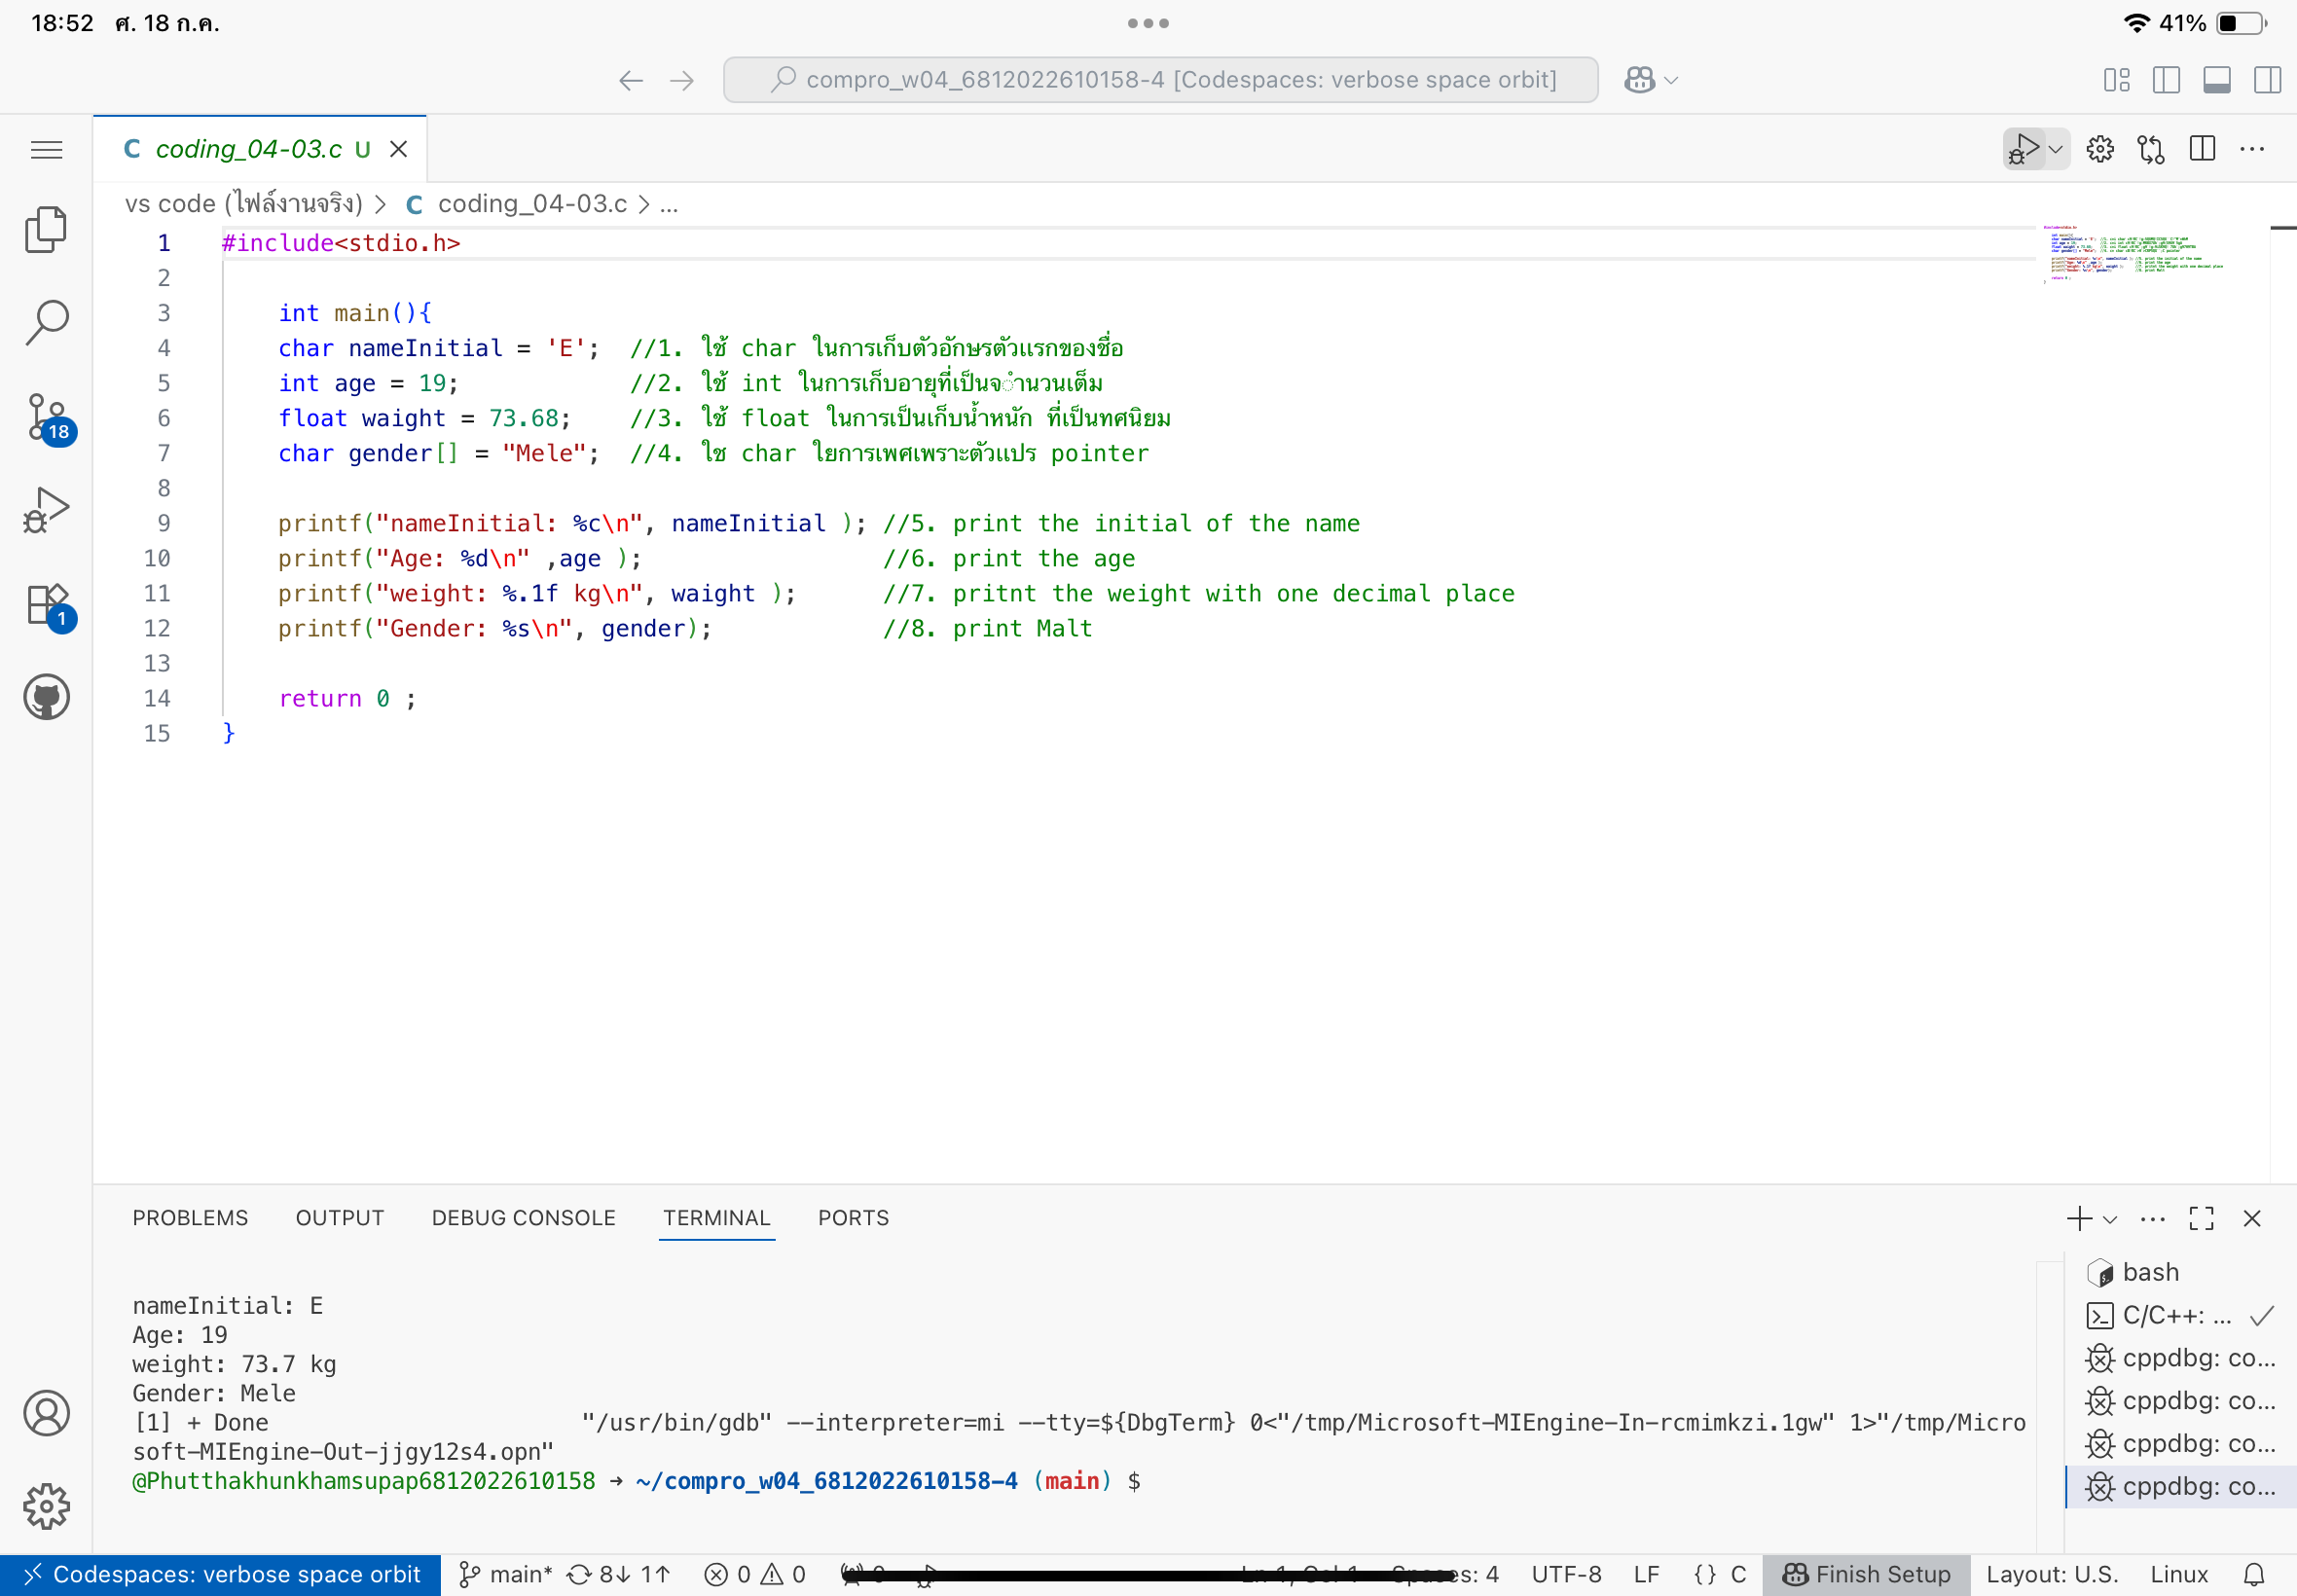 18:52 ศ. 18 ก.ค.
41%
compro_w04_6812022610158-4 [Codespaces: verbose space orbit]
C coding_04-03.c U
vs code (ไฟล์งานจริง) > C coding_04-03.c > ...
1 #include<stdio.h>
2
3 int main(){
4 char nameInitial = 'E'; //1. ใช้ char ในการเก็บตัวอักษรตัวแรกของชื่อ
5 int age = 19; //2. ใช้ int ในการเก็บอายุที่เป็นจำนวนเต็ม
6 float waight = 73.68; //3. ใช้ float ในการเป็นเก็บน้ำหนัก ที่เป็นทศนิยม
7 char gender[] = "Mele"; //4. ใช char ใยการเพศเพราะตัวแปร pointer
8
9 printf("nameInitial: %c\n", nameInitial ); //5. print the initial of the name
10 printf("Age: %d\n" ,age ); //6. print the age
11 printf("weight: %.1f kg\n", waight ); //7. pritnt the weight with one decimal place
12 printf("Gender: %s\n", gender); //8. print Malt
13
14 return 0 ;
15 }
18
1
PROBLEMS OUTPUT DEBUG CONSOLE TERMINAL PORTS
nameInitial: E
Age: 19
weight: 73.7 kg
Gender: Mele
[1] + Done "/usr/bin/gdb" --interpreter=mi --tty=${DbgTerm} 0<"/tmp/Microsoft-MIEngine-In-rcmimkzi.1gw" 1>"/tmp/Micro
soft-MIEngine-Out-jjgy12s4.opn"
@Phutthakhunkhamsupap6812022610158 → ~/compro_w04_6812022610158-4 (main) $
bash
C/C++: ...
cppdbg: co...
cppdbg: co...
cppdbg: co...
cppdbg: co...
Codespaces: verbose space orbit main* 8↓ 1↑ 0 0 0 Ln 1, Col 1 Spaces: 4 UTF-8 LF {} C Finish Setup Layout: U.S. Linux